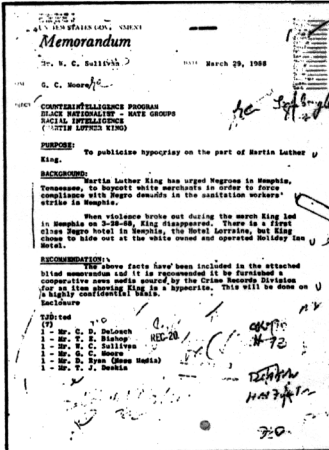 UNITED STATES GOVERNMENT
Memorandum
Mr. W. C. Sullivan DATE March 29, 1968
G. C. Moore
COUNTERINTELLIGENCE PROGRAM
BLACK NATIONALIST - HATE GROUPS
RACIAL INTELLIGENCE
(MARTIN LUTHER KING)
PURPOSE:
To publicize hypocrisy on the part of Martin Luther
King.
BACKGROUND:
Martin Luther King has urged Negroes in Memphis,
Tennessee, to boycott white merchants in order to force
compliance with Negro demands in the sanitation workers'
strike in Memphis.
When violence broke out during the march King led
in Memphis on 3-28-68, King disappeared. There is a first
class Negro hotel in Memphis, the Hotel Lorraine, but King
chose to hide out at the white owned and operated Holiday Inn
Motel.
RECOMMENDATION:
The above facts have been included in the attached
blind memorandum and it is recommended it be furnished a
cooperative news media source by the Crime Records Division
for an item showing King is a hypocrite. This will be done on
a highly confidential basis.
Enclosure
TJD:ted
(7)
1 - Mr. C. D. DeLoach
1 - Mr. T. E. Bishop
1 - Mr. W. C. Sullivan
1 - Mr. G. C. Moore
1 - Mr. D. Ryan (Mass Media)
1 - Mr. T. J. Deakin
REC-20